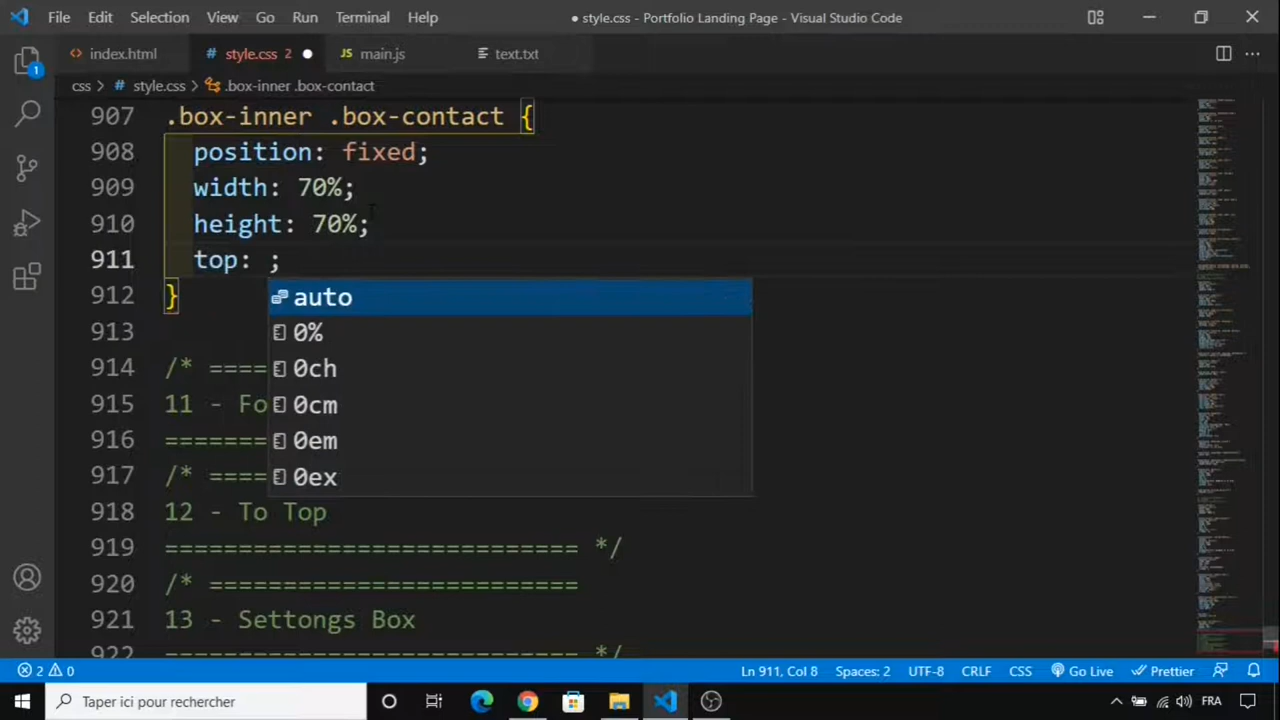 File Edit Selection View Go Run Terminal Help ● style.css - Portfolio Landing Page - Visual Studio Code
index.html # style.css 2 ● JS main.js text.txt
css > # style.css > .box-inner .box-contact
907 .box-inner .box-contact {
908 position: fixed;
909 width: 70%;
910 height: 70%;
911 top: ;
auto
912 }
0%
913
0ch
914 /* ====
0cm
915 11 - Fo
0em
916 =======
0ex
917 /* ====
918 12 - To Top
919 ========================= */
920 /* =========================
921 13 - Settongs Box
922 ========================= */
1
2 0 Ln 911, Col 8 Spaces: 2 UTF-8 CRLF CSS Go Live Prettier
Taper ici pour rechercher FRA